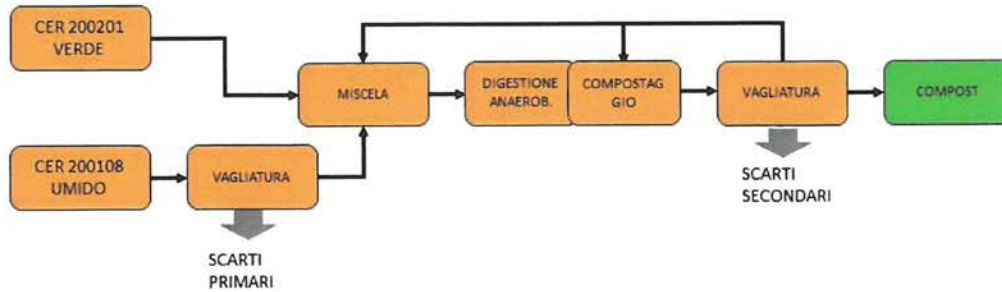 CER 200201
VERDE
MISCELA
DIGESTIONE
ANAEROB.
COMPOSTAG
GIO
VAGLIATURA
COMPOST
CER 200108
UMIDO
VAGLIATURA
SCARTI
PRIMARI
SCARTI
SECONDARI